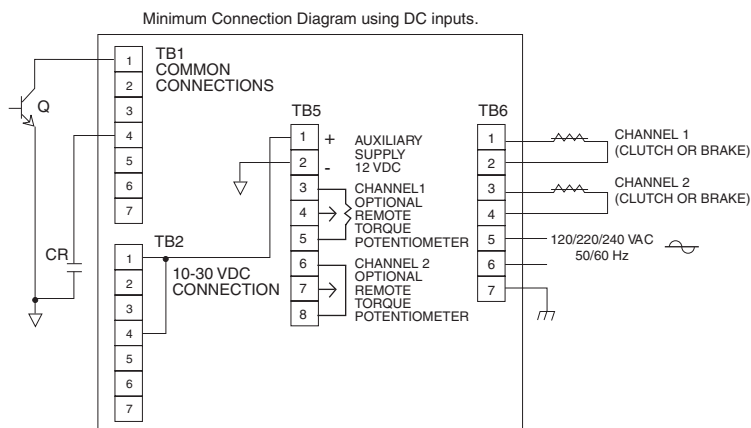 Minimum Connection Diagram using DC inputs.
TB1
COMMON
CONNECTIONS
1
2
3
4
5
6
7
Q
CR
TB2
10-30 VDC
CONNECTION
1
2
3
4
5
6
7
TB5
1 +
2 -
3
4
5
6
7
8
AUXILIARY
SUPPLY
12 VDC
CHANNEL1
OPTIONAL
REMOTE
TORQUE
POTENTIOMETER
CHANNEL 2
OPTIONAL
REMOTE
TORQUE
POTENTIOMETER
TB6
1
2
3
4
5
6
7
CHANNEL 1
(CLUTCH OR BRAKE)
CHANNEL 2
(CLUTCH OR BRAKE)
120/220/240 VAC
50/60 Hz